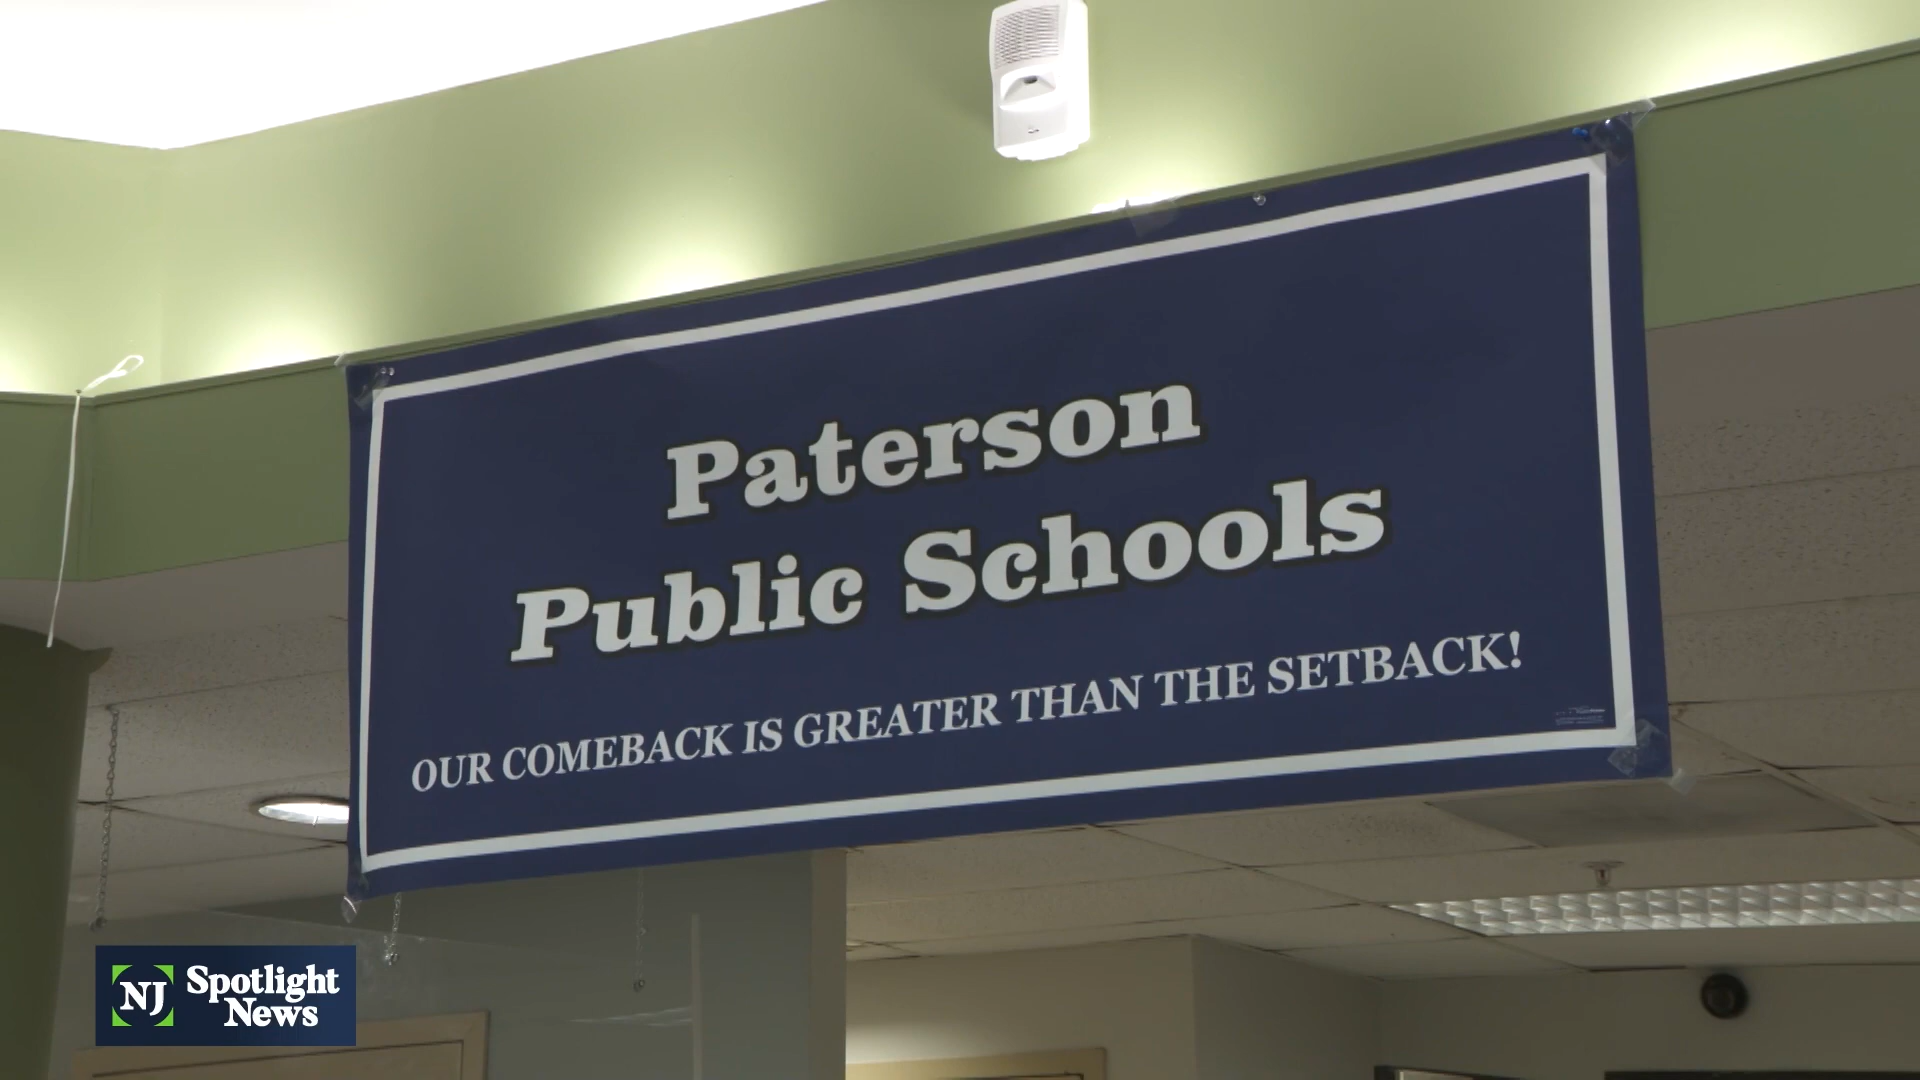 Paterson
Public Schools
OUR COMEBACK IS GREATER THAN THE SETBACK!
NJ Spotlight
News